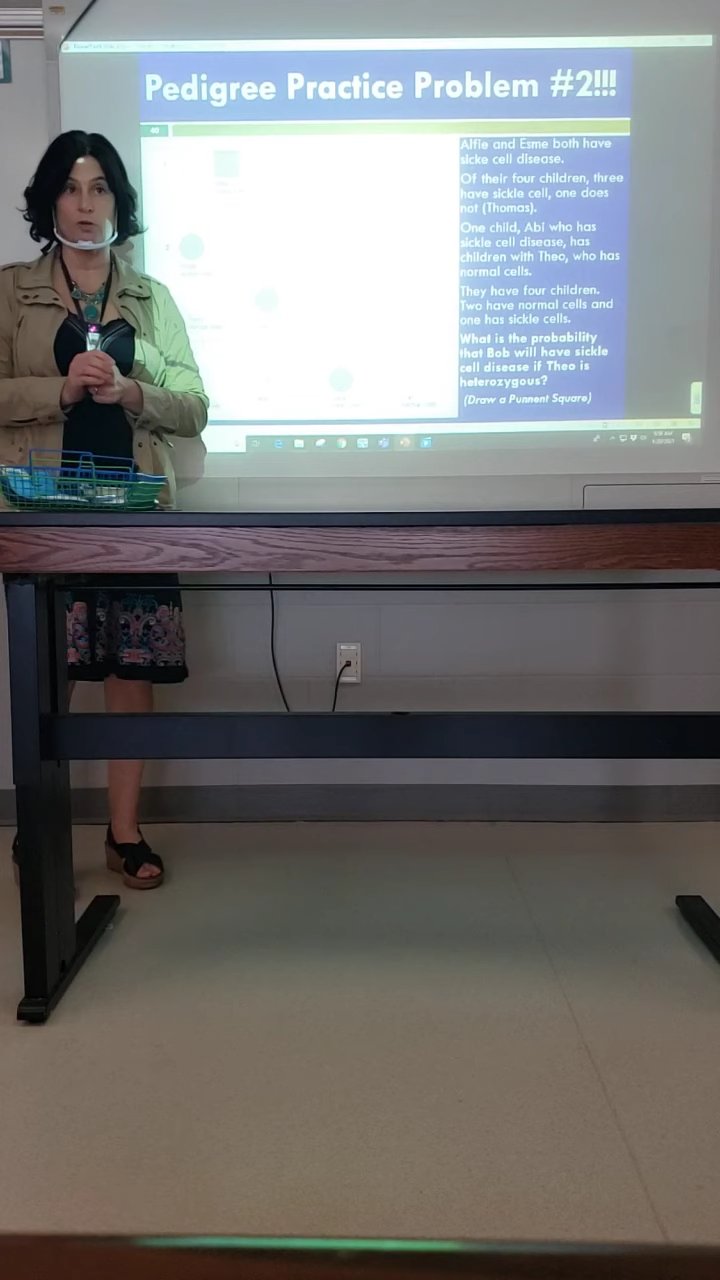 Pedigree Practice Problem #2!!!
40
Alfie and Esme both have
sicke cell disease.
Of their four children, three
have sickle cell, one does
not (Thomas).
One child, Abi who has
sickle cell disease, has
children with Theo, who has
normal cells.
They have four children.
Two have normal cells and
one has sickle cells.
What is the probability
that Bob will have sickle
cell disease if Theo is
heterozygous?
(Draw a Punnent Square)